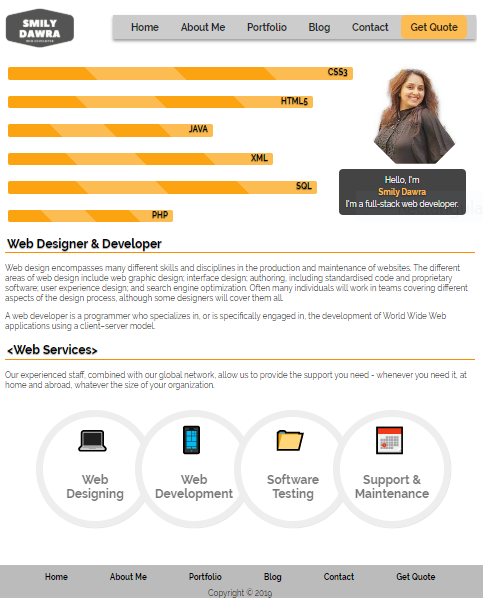 SMILY
DAWRA
WEB DEVELOPER
Home About Me Portfolio Blog Contact Get Quote
CSS3
HTML5
JAVA
XML
SQL
PHP
Hello, I'm
Smily Dawra
I'm a full-stack web developer.
Web Designer & Developer
Web design encompasses many different skills and disciplines in the production and maintenance of websites. The different
areas of web design include web graphic design; interface design; authoring, including standardised code and proprietary
software; user experience design; and search engine optimization. Often many individuals will work in teams covering different
aspects of the design process, although some designers will cover them all.
A web developer is a programmer who specializes in, or is specifically engaged in, the development of World Wide Web
applications using a client–server model.
<Web Services>
Our experienced staff, combined with our global network, allow us to provide the support you need - whenever you need it, at
home and abroad, whatever the size of your organization.
Web
Designing
Web
Development
Software
Testing
Support &
Maintenance
Home About Me Portfolio Blog Contact Get Quote
Copyright © 2019